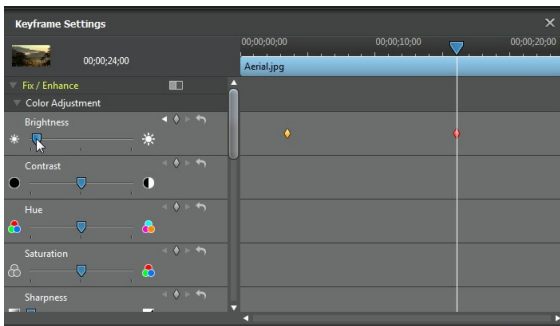 Keyframe Settings
00;00;24;00
00;00;00;00 00;00;10;00 00;00;20;00
Aerial.jpg
Fix / Enhance
Color Adjustment
Brightness
Contrast
Hue
Saturation
Sharpness